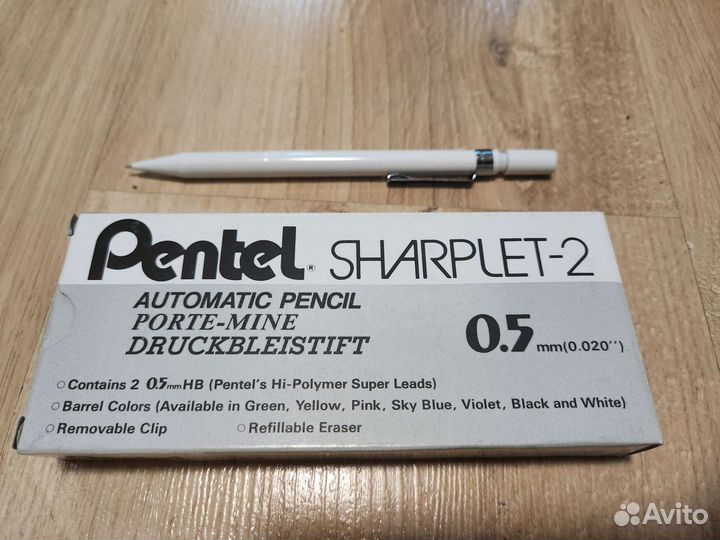 Pentel® SHARPLET-2
AUTOMATIC PENCIL
PORTE-MINE
DRUCKBLEISTIFT
0.5 mm(0.020'')
○Contains 2 0.5mm HB (Pentel's Hi-Polymer Super Leads)
○Barrel Colors (Available in Green, Yellow, Pink, Sky Blue, Violet, Black and White)
○Removable Clip ○Refillable Eraser
Avito